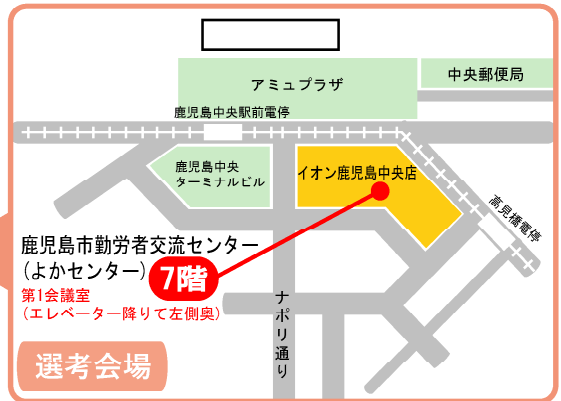 アミュプラザ
中央郵便局
鹿児島中央駅前電停
鹿児島中央
ターミナルビル
イオン鹿児島中央店
高見橋電停
鹿児島市勤労者交流センター
（よかセンター）
7階
第1会議室
（エレベーター降りて左側奥）
ナポリ通り
選考会場